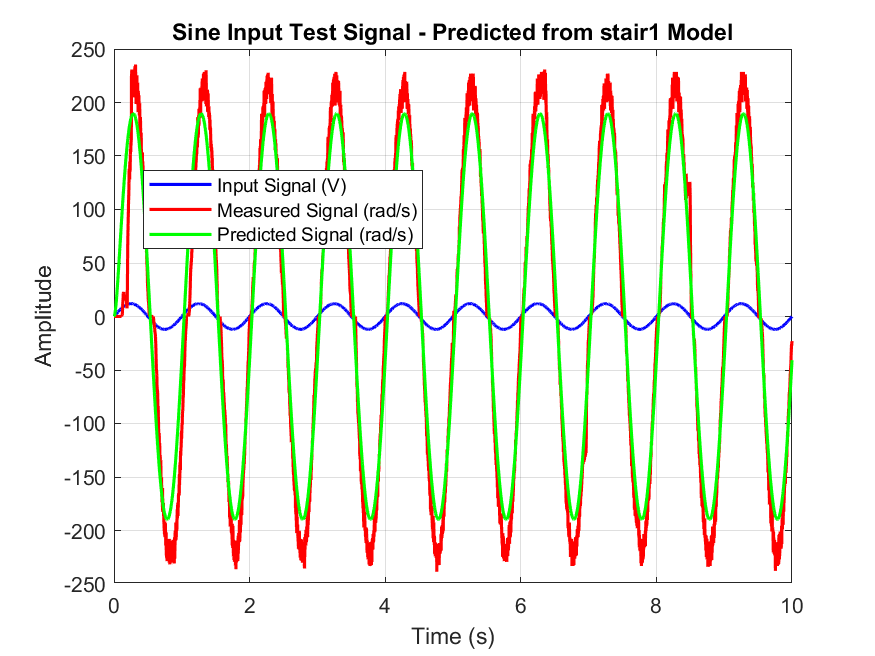 Sine Input Test Signal - Predicted from stair1 Model
250
200
150
100
50
0
-50
-100
-150
-200
-250
Amplitude
Input Signal (V)
Measured Signal (rad/s)
Predicted Signal (rad/s)
0 2 4 6 8 10
Time (s)